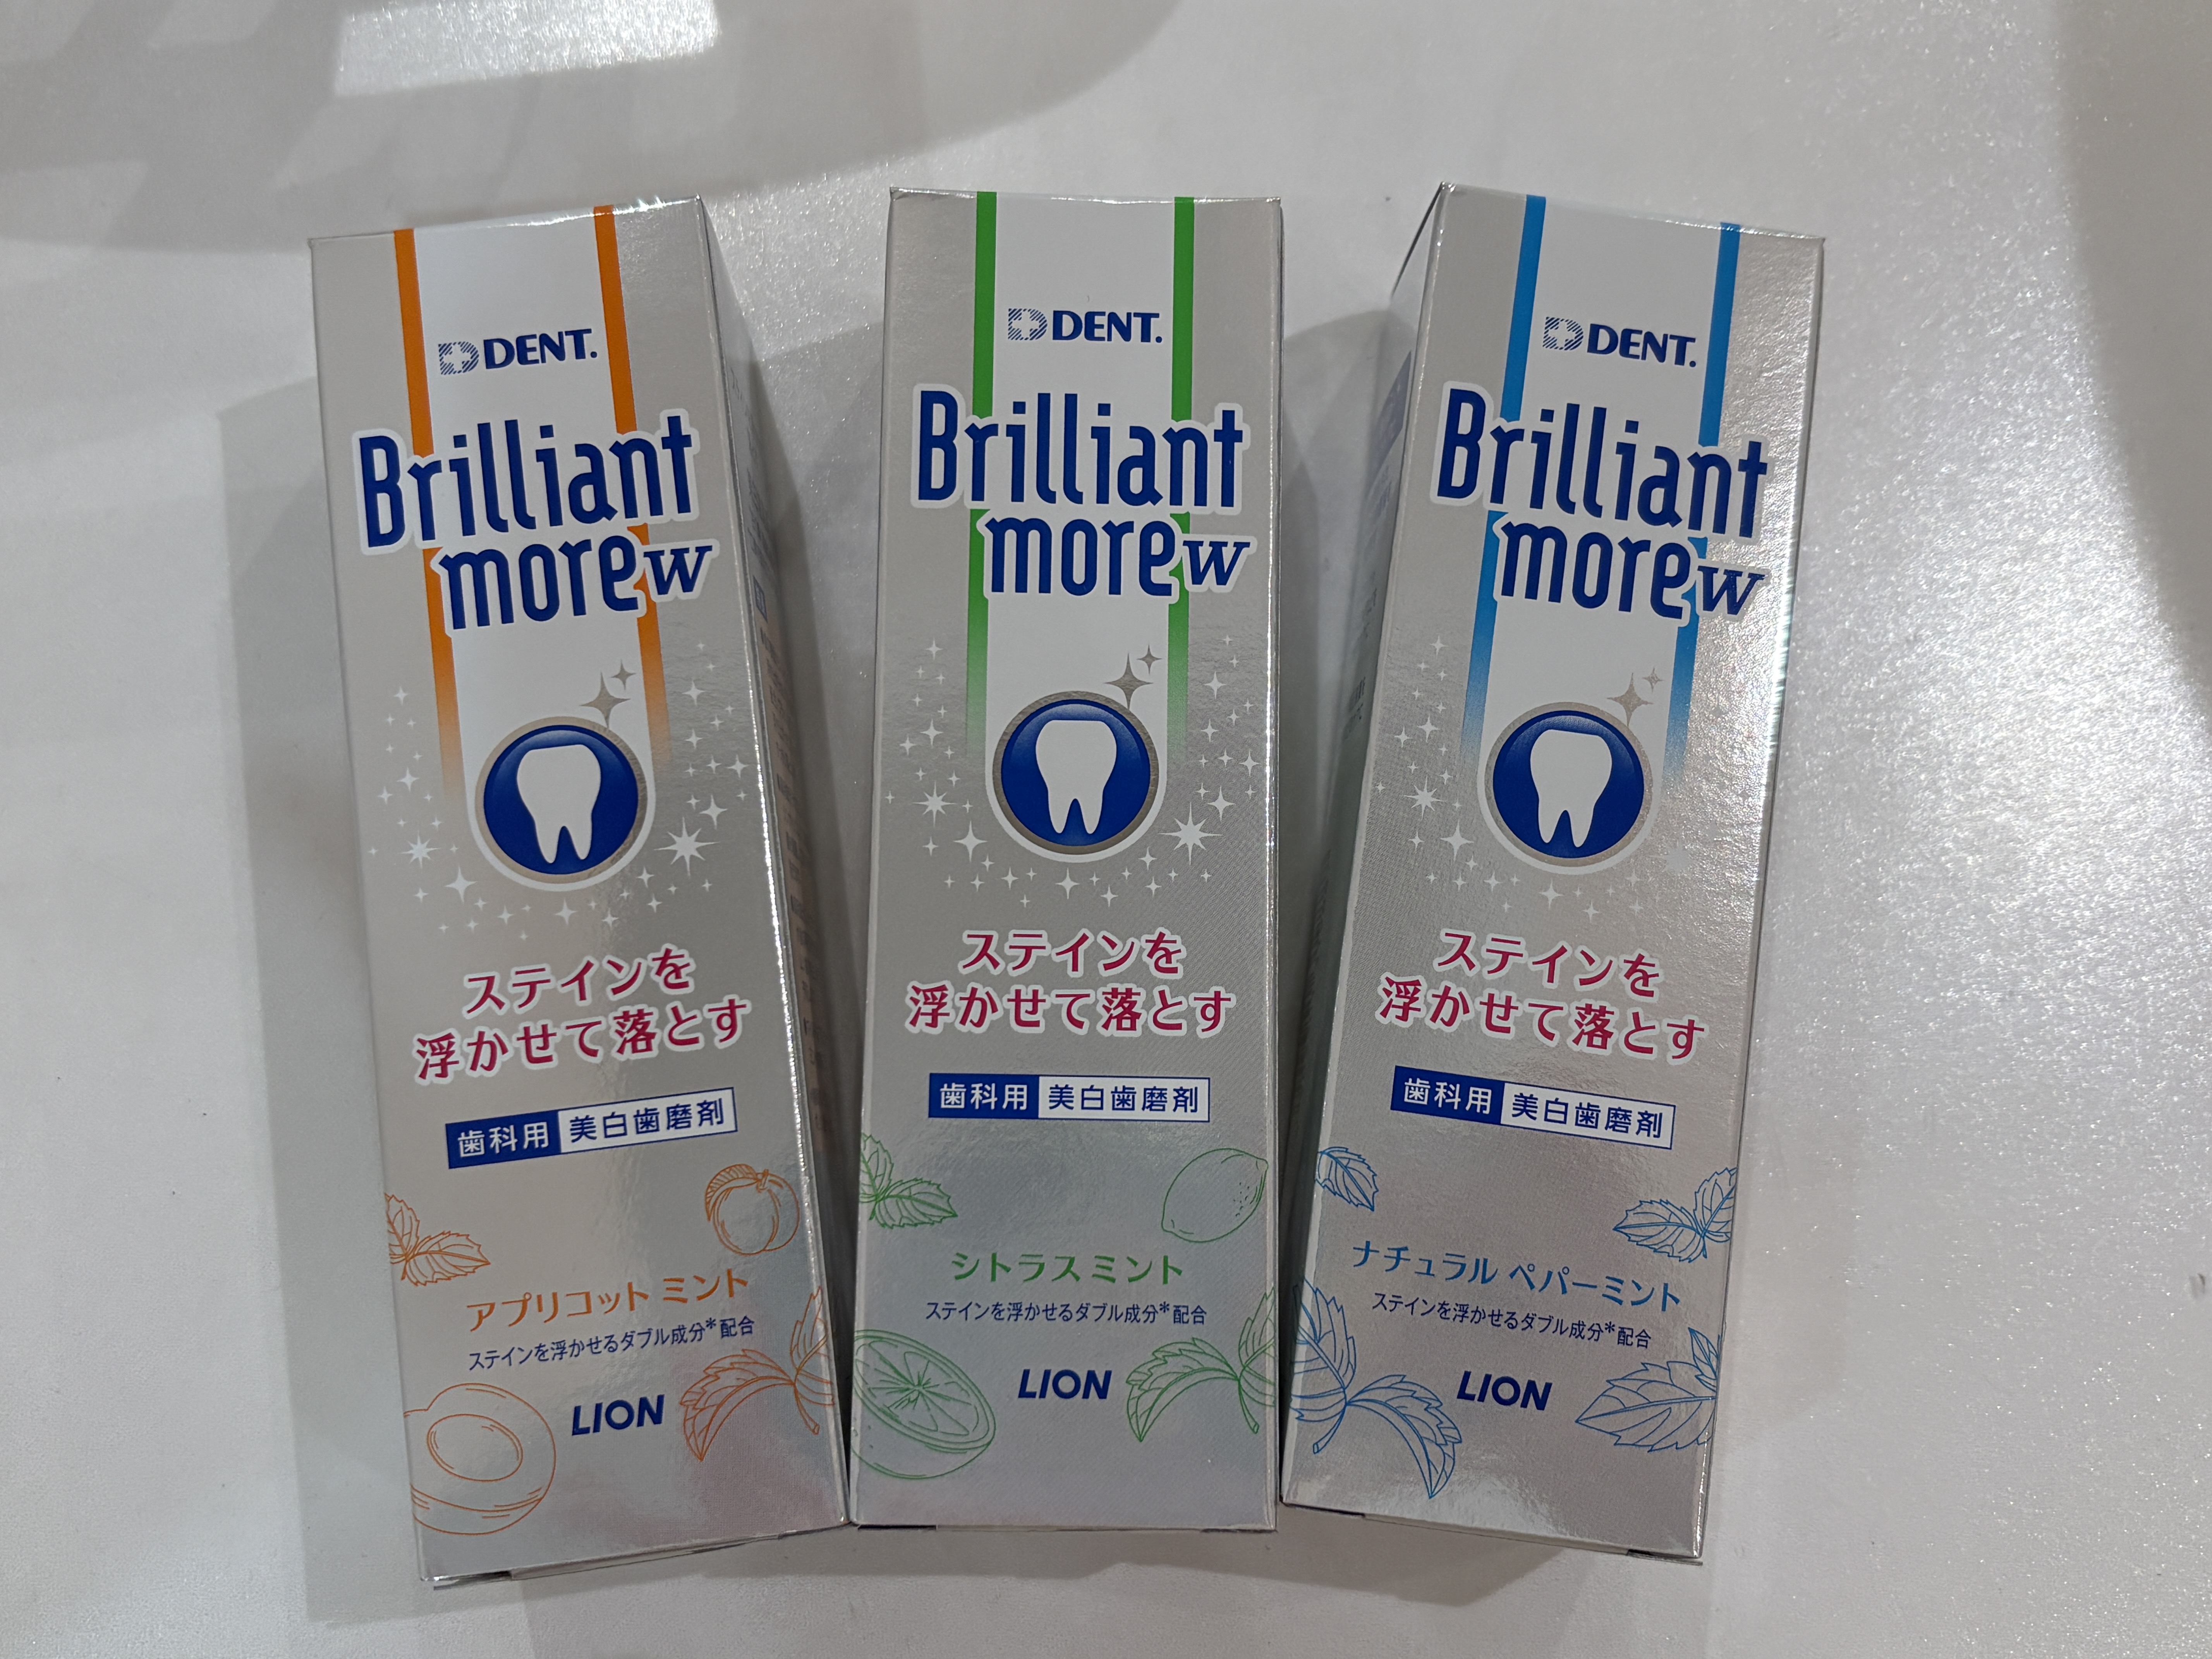 DENT.
Brilliant
more W
ステインを
浮かせて落とす
歯科用 美白歯磨剤
アプリコット ミント
ステインを浮かせるダブル成分*配合
LION
DENT.
Brilliant
more W
ステインを
浮かせて落とす
歯科用 美白歯磨剤
シトラス ミント
ステインを浮かせるダブル成分*配合
LION
DENT.
Brilliant
more W
ステインを
浮かせて落とす
歯科用 美白歯磨剤
ナチュラル ペパーミント
ステインを浮かせるダブル成分*配合
LION